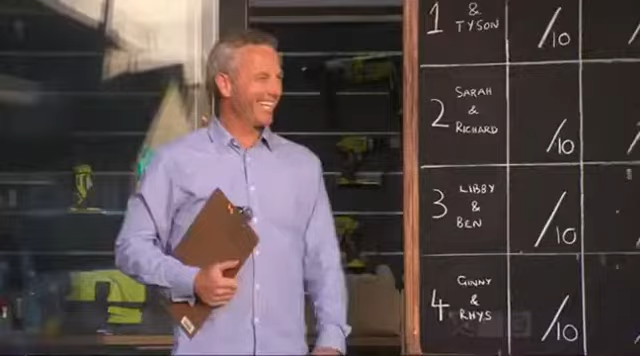 1 &
TYSON /10
2 SARAH
&
RICHARD /10
3 LIBBY
&
BEN /10
4 GINNY
&
RHYS /10